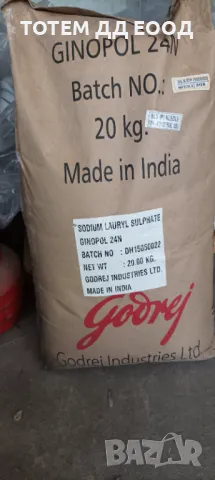 ТОТЕМ ДД ЕООД
GINOPOL 24N
Batch NO.:
20 kg.
Made in India
SODIUM LAURYL SULPHATE
GINOPOL 24N
BATCH NO : DH15050922
NET WT : 20.00 KG.
GODREJ INDUSTRIES LTD.
MADE IN INDIA
Godrej
Godrej Industries Ltd
bazar